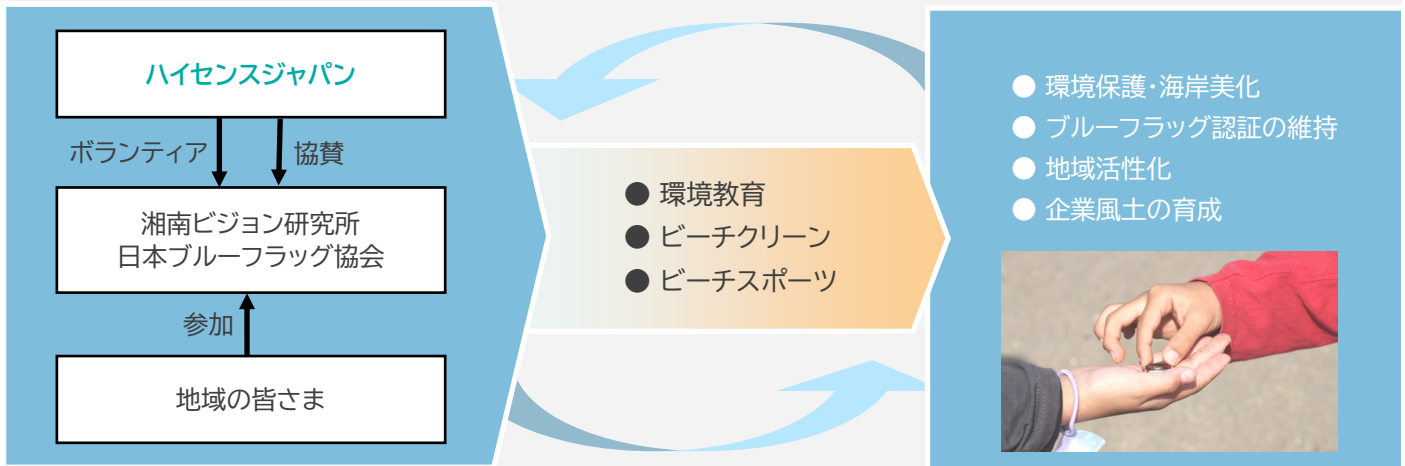 ハイセンスジャパン
ボランティア
協賛
湘南ビジョン研究所
日本ブルーフラッグ協会
参加
地域の皆さま
● 環境教育
● ビーチクリーン
● ビーチスポーツ
● 環境保護・海岸美化
● ブルーフラッグ認証の維持
● 地域活性化
● 企業風土の育成